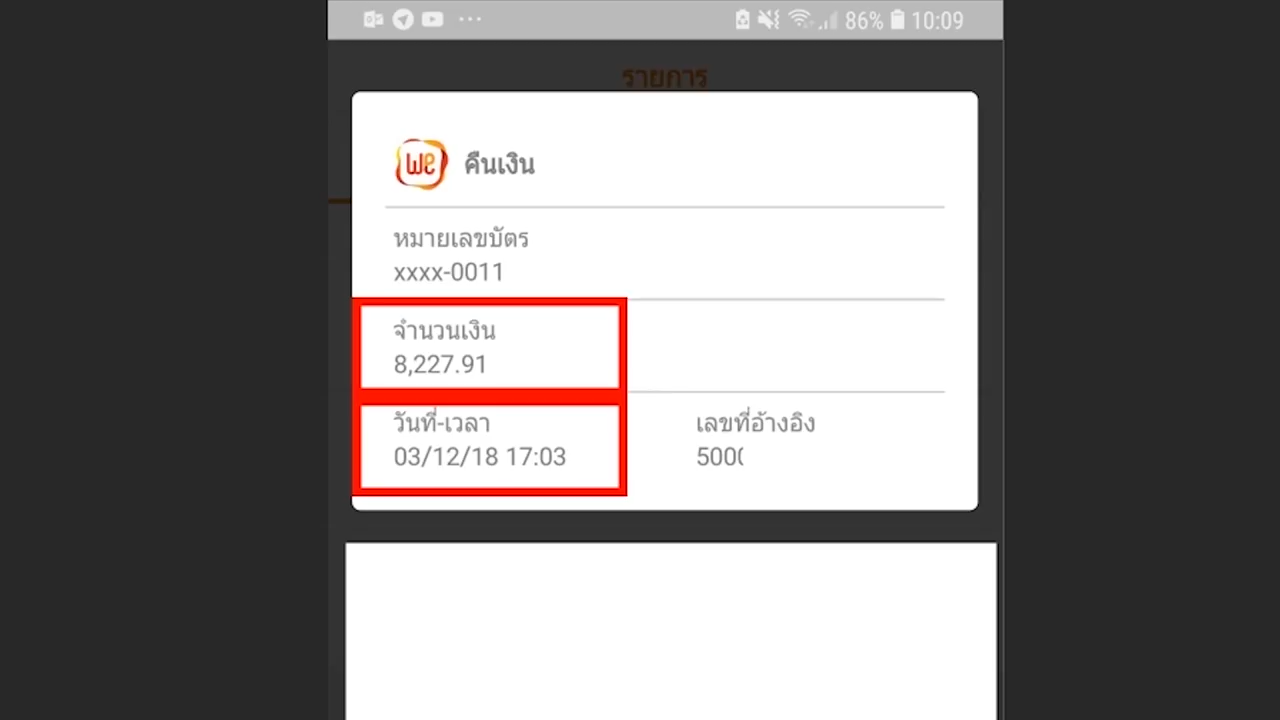 86% 10:09
รายการ
we คืนเงิน
หมายเลขบัตร
xxxx-0011
จำนวนเงิน
8,227.91
วันที่-เวลา
03/12/18 17:03
เลขที่อ้างอิง
5000